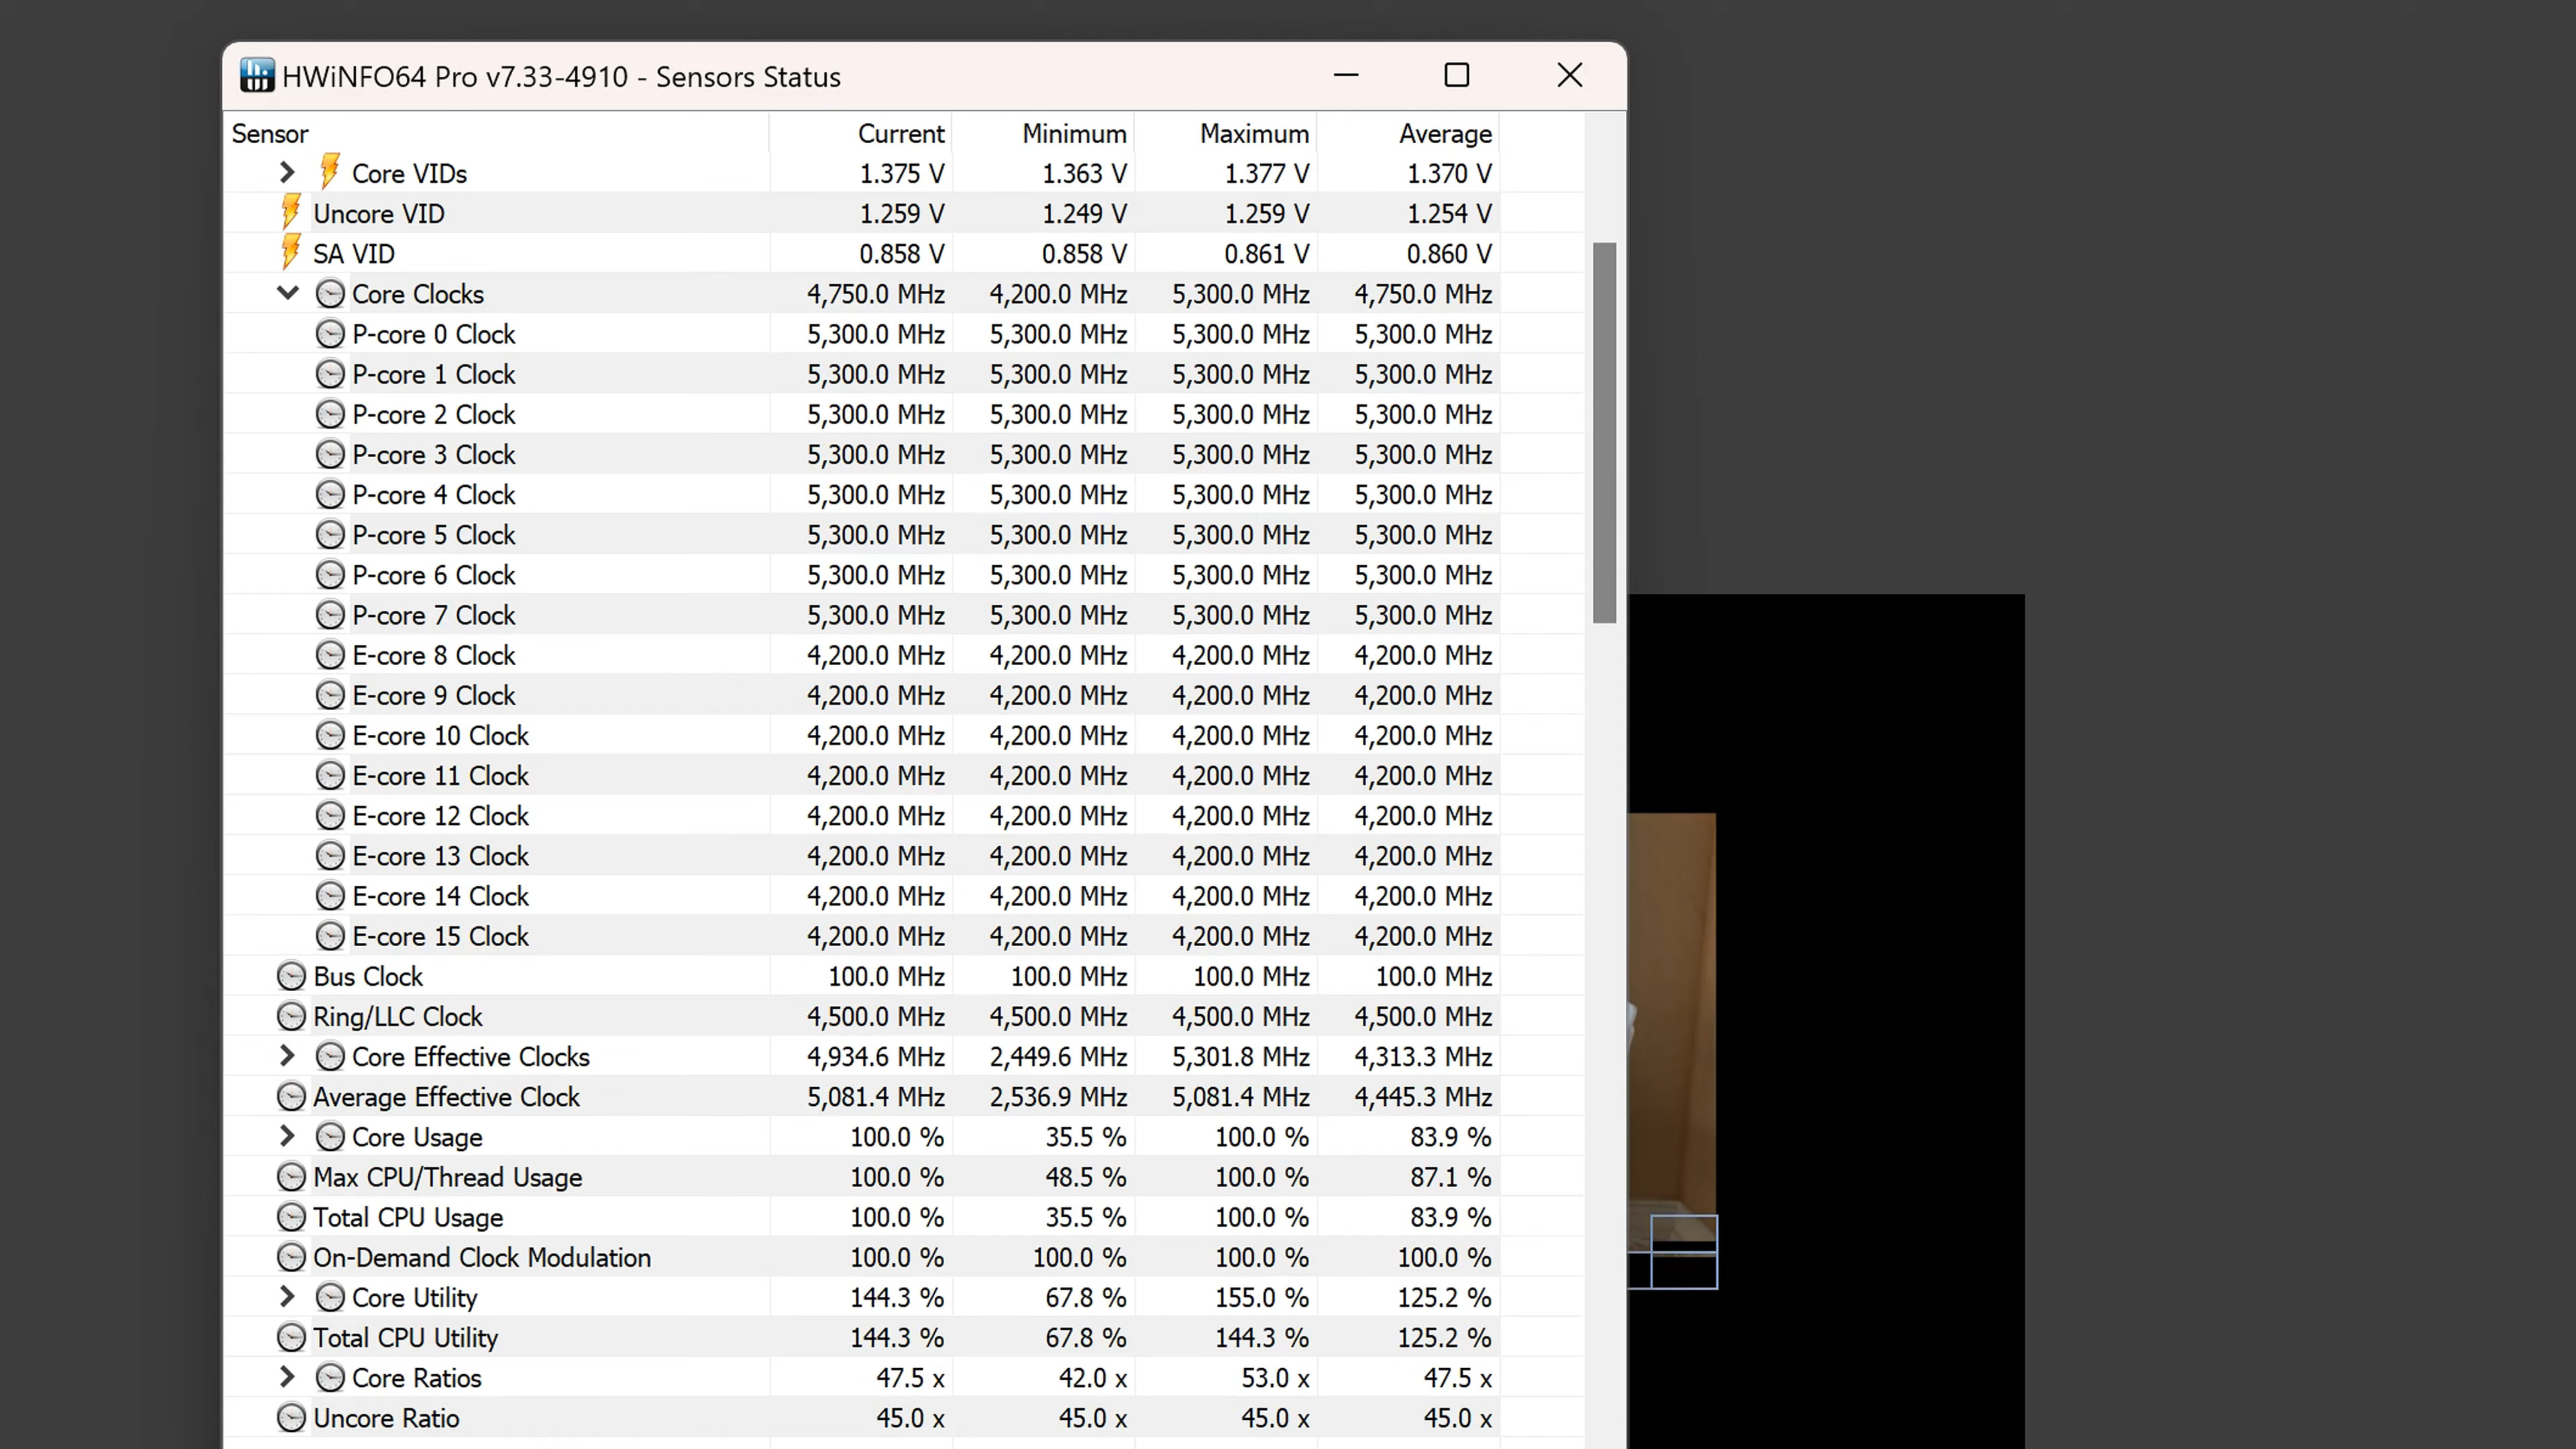 HWiNFO64 Pro v7.33-4910 - Sensors Status
Sensor Current Minimum Maximum Average
Core VIDs 1.375 V 1.363 V 1.377 V 1.370 V
Uncore VID 1.259 V 1.249 V 1.259 V 1.254 V
SA VID 0.858 V 0.858 V 0.861 V 0.860 V
Core Clocks 4,750.0 MHz 4,200.0 MHz 5,300.0 MHz 4,750.0 MHz
P-core 0 Clock 5,300.0 MHz 5,300.0 MHz 5,300.0 MHz 5,300.0 MHz
P-core 1 Clock 5,300.0 MHz 5,300.0 MHz 5,300.0 MHz 5,300.0 MHz
P-core 2 Clock 5,300.0 MHz 5,300.0 MHz 5,300.0 MHz 5,300.0 MHz
P-core 3 Clock 5,300.0 MHz 5,300.0 MHz 5,300.0 MHz 5,300.0 MHz
P-core 4 Clock 5,300.0 MHz 5,300.0 MHz 5,300.0 MHz 5,300.0 MHz
P-core 5 Clock 5,300.0 MHz 5,300.0 MHz 5,300.0 MHz 5,300.0 MHz
P-core 6 Clock 5,300.0 MHz 5,300.0 MHz 5,300.0 MHz 5,300.0 MHz
P-core 7 Clock 5,300.0 MHz 5,300.0 MHz 5,300.0 MHz 5,300.0 MHz
E-core 8 Clock 4,200.0 MHz 4,200.0 MHz 4,200.0 MHz 4,200.0 MHz
E-core 9 Clock 4,200.0 MHz 4,200.0 MHz 4,200.0 MHz 4,200.0 MHz
E-core 10 Clock 4,200.0 MHz 4,200.0 MHz 4,200.0 MHz 4,200.0 MHz
E-core 11 Clock 4,200.0 MHz 4,200.0 MHz 4,200.0 MHz 4,200.0 MHz
E-core 12 Clock 4,200.0 MHz 4,200.0 MHz 4,200.0 MHz 4,200.0 MHz
E-core 13 Clock 4,200.0 MHz 4,200.0 MHz 4,200.0 MHz 4,200.0 MHz
E-core 14 Clock 4,200.0 MHz 4,200.0 MHz 4,200.0 MHz 4,200.0 MHz
E-core 15 Clock 4,200.0 MHz 4,200.0 MHz 4,200.0 MHz 4,200.0 MHz
Bus Clock 100.0 MHz 100.0 MHz 100.0 MHz 100.0 MHz
Ring/LLC Clock 4,500.0 MHz 4,500.0 MHz 4,500.0 MHz 4,500.0 MHz
Core Effective Clocks 4,934.6 MHz 2,449.6 MHz 5,301.8 MHz 4,313.3 MHz
Average Effective Clock 5,081.4 MHz 2,536.9 MHz 5,081.4 MHz 4,445.3 MHz
Core Usage 100.0 % 35.5 % 100.0 % 83.9 %
Max CPU/Thread Usage 100.0 % 48.5 % 100.0 % 87.1 %
Total CPU Usage 100.0 % 35.5 % 100.0 % 83.9 %
On-Demand Clock Modulation 100.0 % 100.0 % 100.0 % 100.0 %
Core Utility 144.3 % 67.8 % 155.0 % 125.2 %
Total CPU Utility 144.3 % 67.8 % 144.3 % 125.2 %
Core Ratios 47.5 x 42.0 x 53.0 x 47.5 x
Uncore Ratio 45.0 x 45.0 x 45.0 x 45.0 x